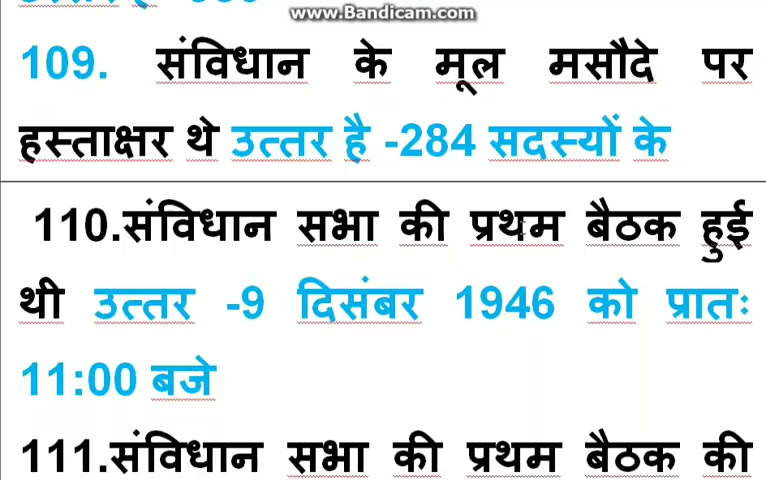 www.Bandicam.com
109. संविधान के मूल मसौदे पर
हस्ताक्षर थे उत्तर है -284 सदस्यों के
110.संविधान सभा की प्रथम बैठक हुई
थी उत्तर -9 दिसंबर 1946 को प्रातः
11:00 बजे
111.संविधान सभा की प्रथम बैठक की